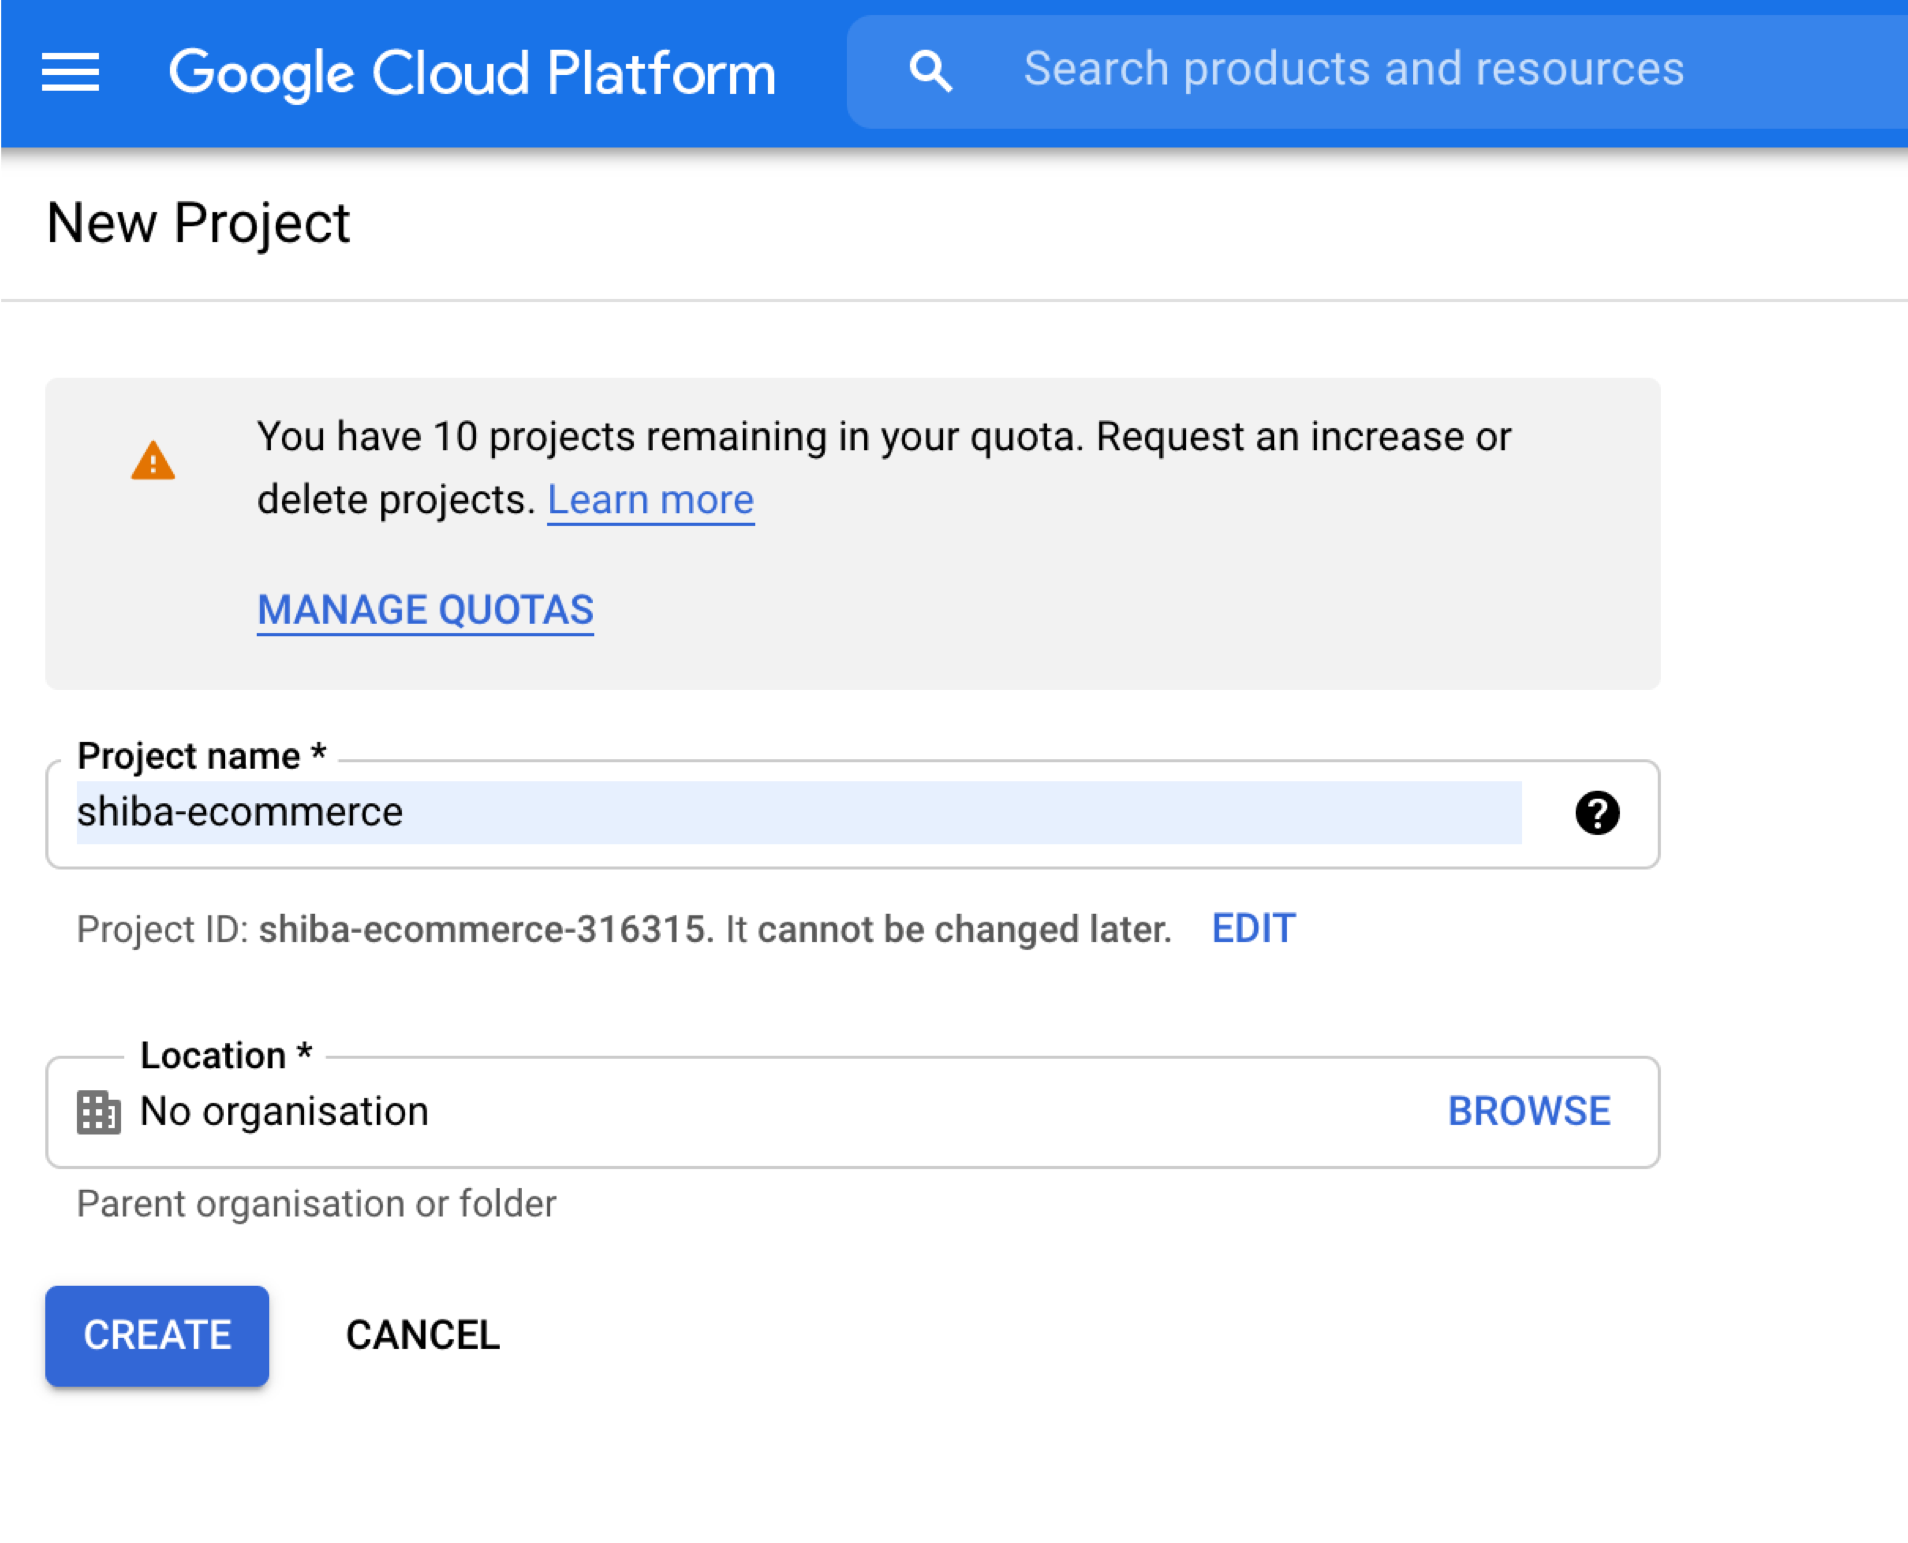 Google Cloud Platform
Search products and resources
New Project
You have 10 projects remaining in your quota. Request an increase or
delete projects. Learn more
MANAGE QUOTAS
Project name *
shiba-ecommerce
Project ID: shiba-ecommerce-316315. It cannot be changed later. EDIT
Location *
No organisation BROWSE
Parent organisation or folder
CREATE CANCEL